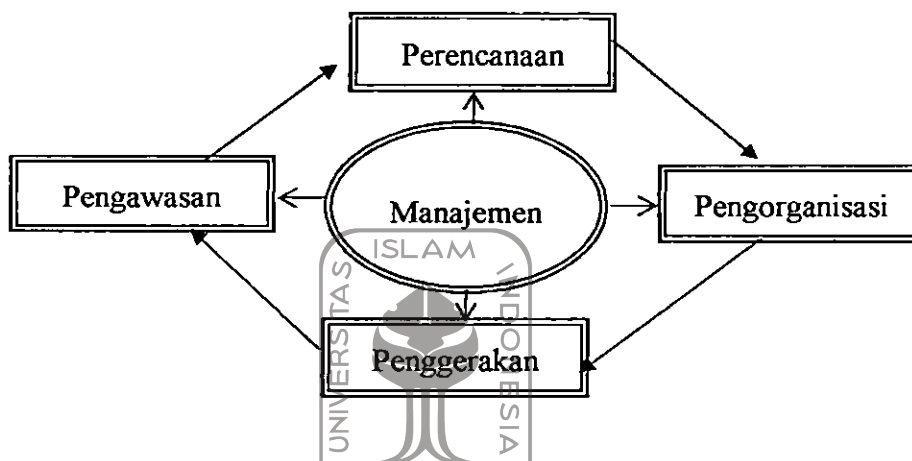 Perencanaan
Pengawasan
Manajemen
Pengorganisasi
Penggerakan
UNIVERSITAS
ISLAM
INDONESIA